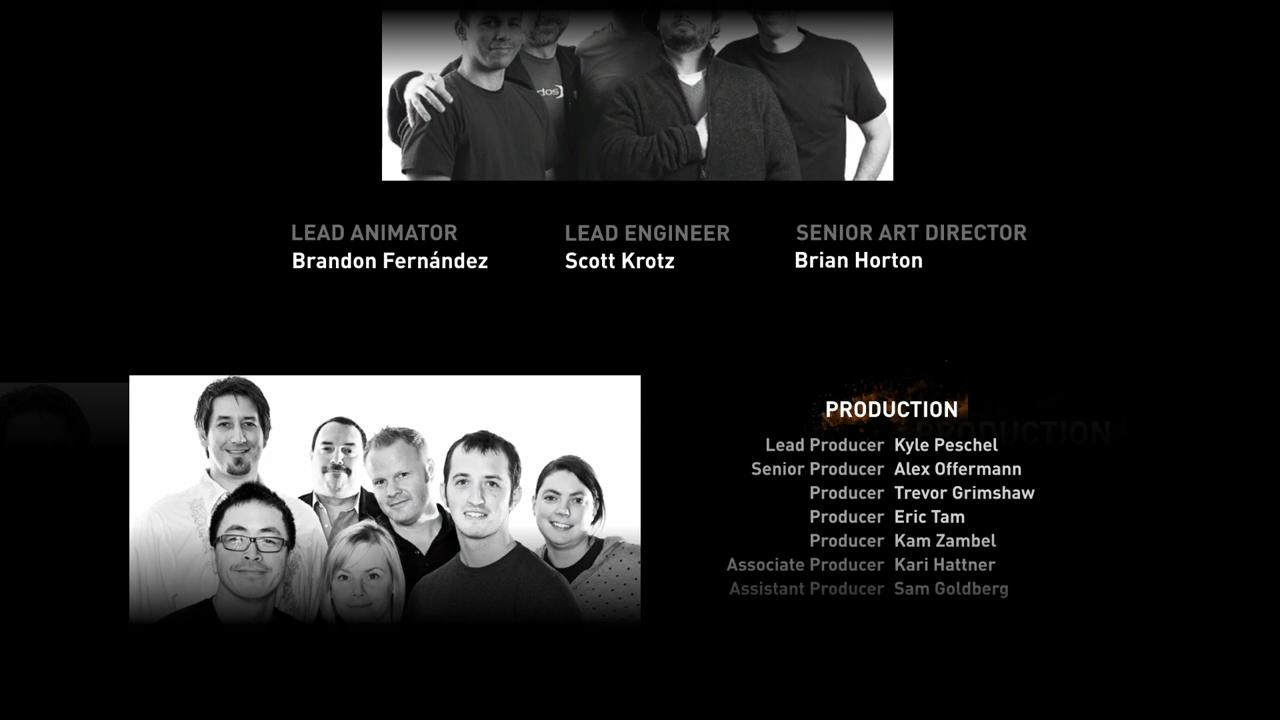 dos)
LEAD ANIMATOR LEAD ENGINEER SENIOR ART DIRECTOR
Brandon Fernández Scott Krotz Brian Horton
PRODUCTION
PRODUCTION
Lead Producer Kyle Peschel
Senior Producer Alex Offermann
Producer Trevor Grimshaw
Producer Eric Tam
Producer Kam Zambel
Associate Producer Kari Hattner
Assistant Producer Sam Goldberg